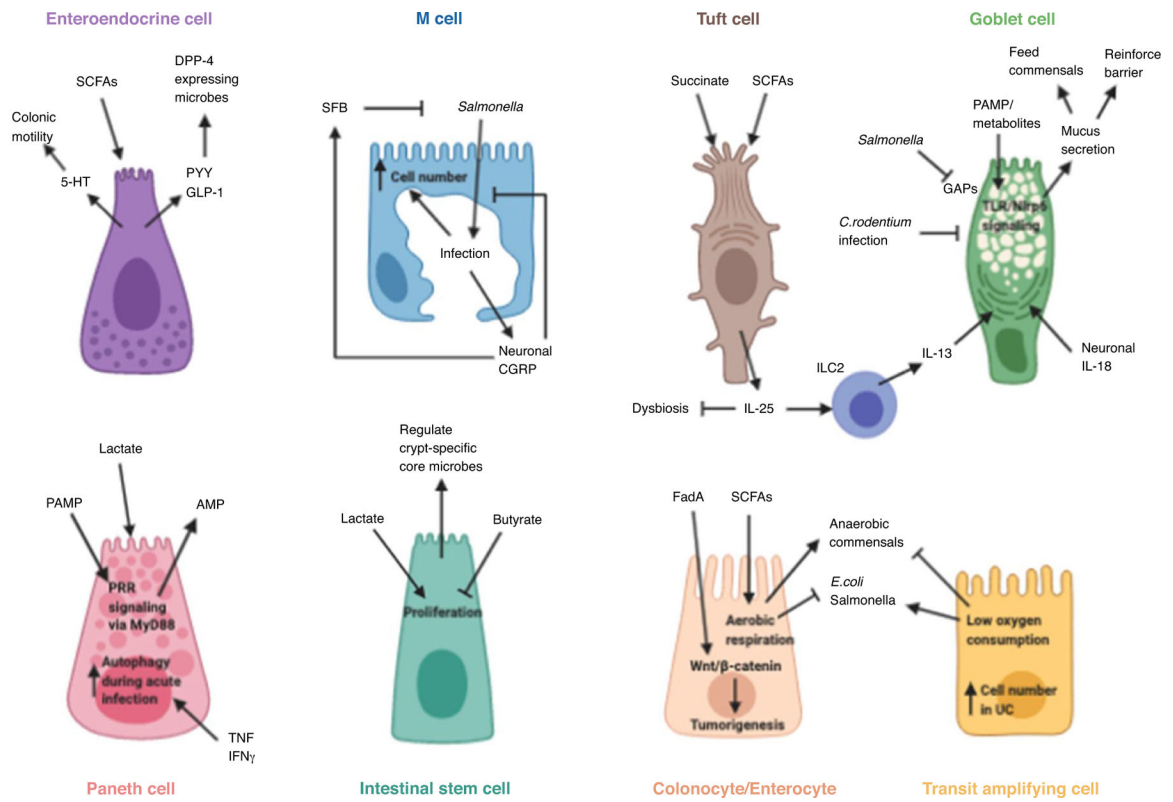 Enteroendocrine cell
SCFAs
DPP-4
expressing
microbes
Colonic
motility
5-HT
PYY
GLP-1
M cell
SFB
Salmonella
Cell number
Infection
Neuronal
CGRP
Tuft cell
Succinate
SCFAs
Dysbiosis
IL-25
ILC2
IL-13
Goblet cell
Feed
commensals
Reinforce
barrier
PAMP/
metabolites
Mucus
secretion
Salmonella
GAPs
TLR/Nlrp6
signaling
C.rodentium
infection
Neuronal
IL-18
Lactate
PAMP
AMP
PRR
signaling
via MyD88
Autophagy
during acute
infection
TNF
IFNγ
Paneth cell
Regulate
crypt-specific
core microbes
Lactate
Butyrate
Proliferation
Intestinal stem cell
FadA
SCFAs
Anaerobic
commensals
E.coli
Salmonella
Aerobic
respiration
Wnt/β-catenin
Tumorigenesis
Colonocyte/Enterocyte
Low oxygen
consumption
Cell number
in UC
Transit amplifying cell